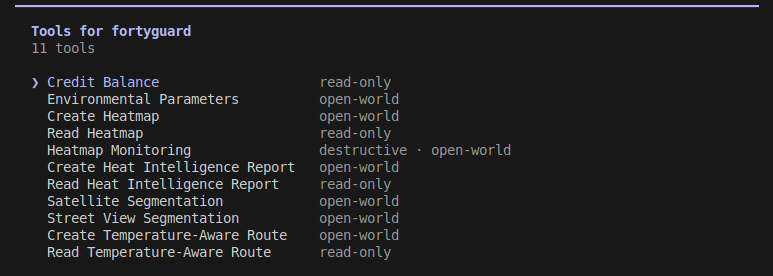 Tools for fortyguard
11 tools
❯ Credit Balance read-only
Environmental Parameters open-world
Create Heatmap open-world
Read Heatmap read-only
Heatmap Monitoring destructive · open-world
Create Heat Intelligence Report open-world
Read Heat Intelligence Report read-only
Satellite Segmentation open-world
Street View Segmentation open-world
Create Temperature-Aware Route open-world
Read Temperature-Aware Route read-only